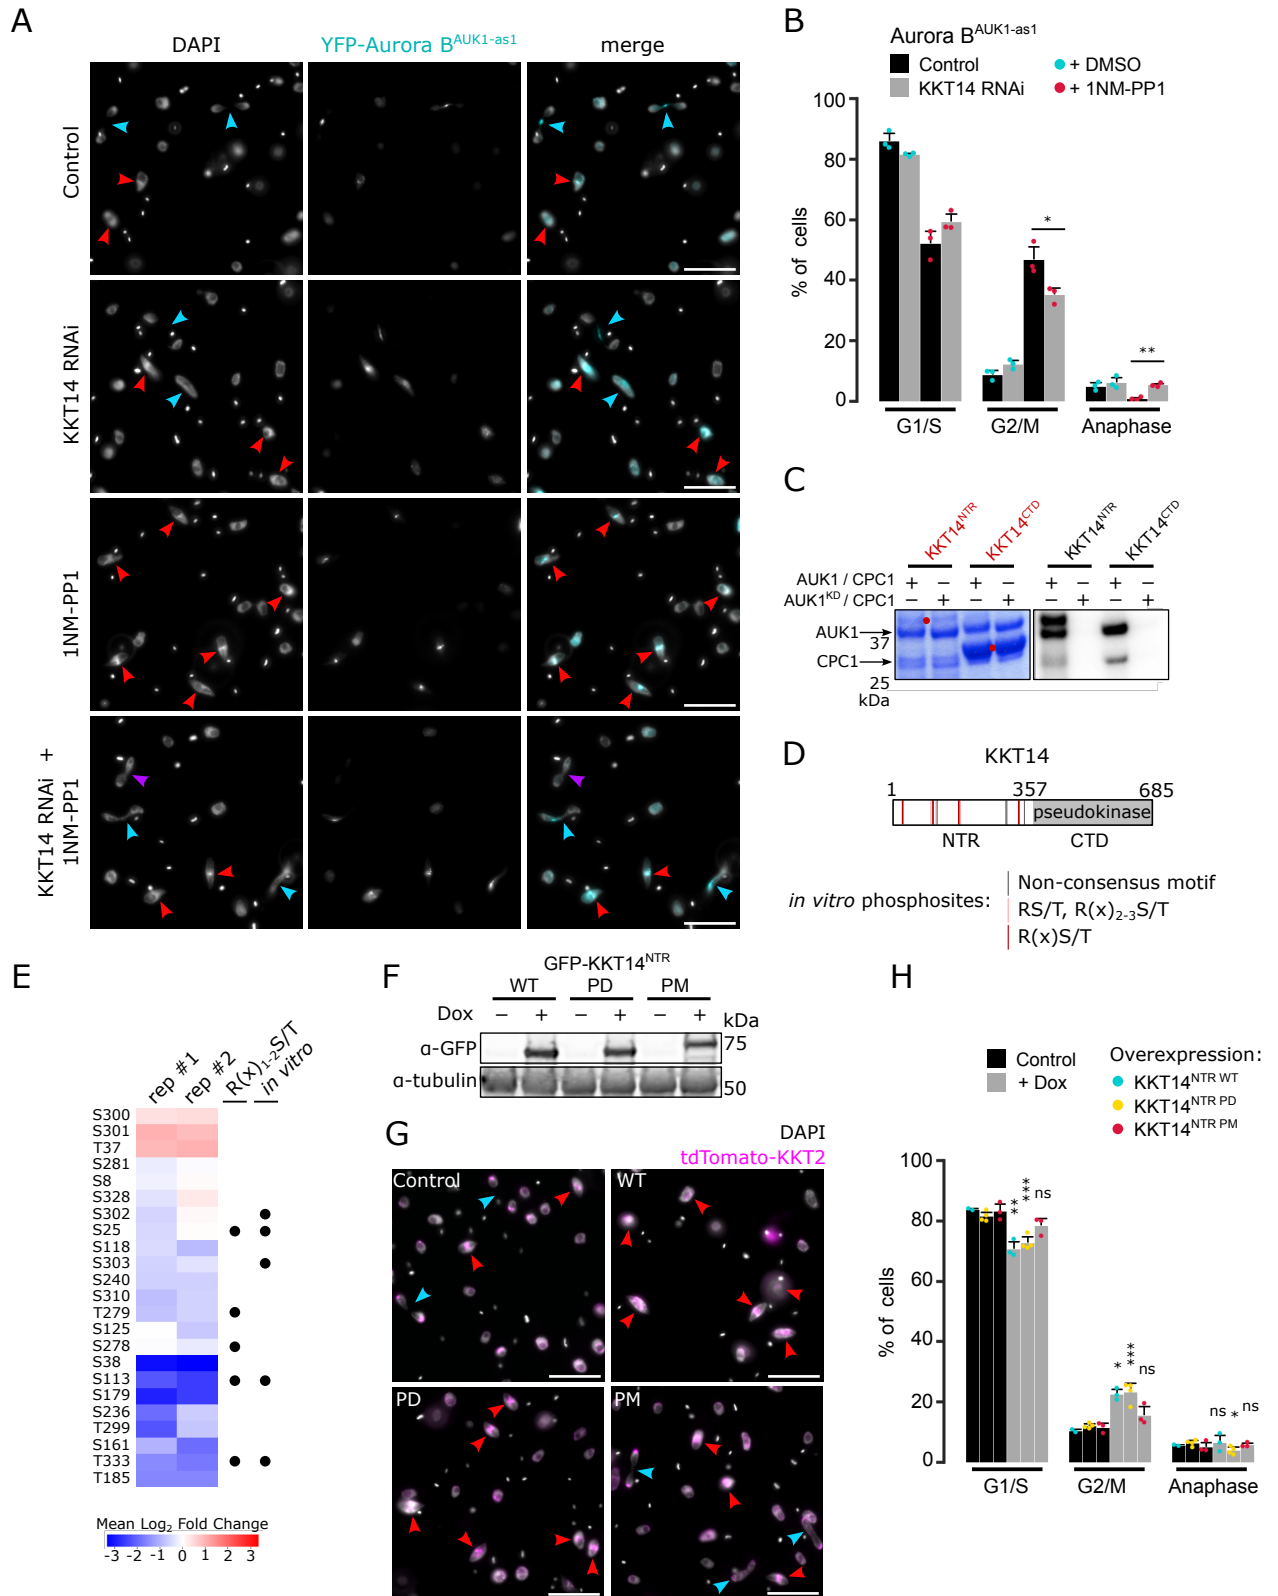 A
DAPI
YFP-Aurora B^AUK1-as1
merge
Control
KKT14 RNAi
1NM-PP1
KKT14 RNAi +
1NM-PP1
B
Aurora B^AUK1-as1
Control
KKT14 RNAi
+ DMSO
+ 1NM-PP1
% of cells
100
80
60
40
20
0
*
**
G1/S
G2/M
Anaphase
C
KKT14^NTR
KKT14^CTD
KKT14^NTR
KKT14^CTD
AUK1 / CPC1 + − + − + − + −
AUK1^KD / CPC1 − + − + − + − +
AUK1
37
CPC1
25
kDa
D
KKT14
1 357 685
pseudokinase
NTR CTD
in vitro phosphosites:
Non-consensus motif
RS/T, R(x)2-3S/T
R(x)S/T
E
rep #1
rep #2
R(x)1-2S/T
in vitro
S300
S301
T37
S281
S8
S328
S302
S25
S118
S303
S240
S310
T279
S125
S278
S38
S113
S179
S236
T299
S161
T333
T185
Mean Log2 Fold Change
-3 -2 -1 0 1 2 3
F
GFP-KKT14^NTR
WT PD PM
Dox − + − + − + kDa
α-GFP 75
α-tubulin 50
G
DAPI
tdTomato-KKT2
Control
WT
PD
PM
H
Control
+ Dox
Overexpression:
KKT14^NTR WT
KKT14^NTR PD
KKT14^NTR PM
% of cells
100
80
60
40
20
0
** *** ns
* *** ns
ns * ns
G1/S
G2/M
Anaphase